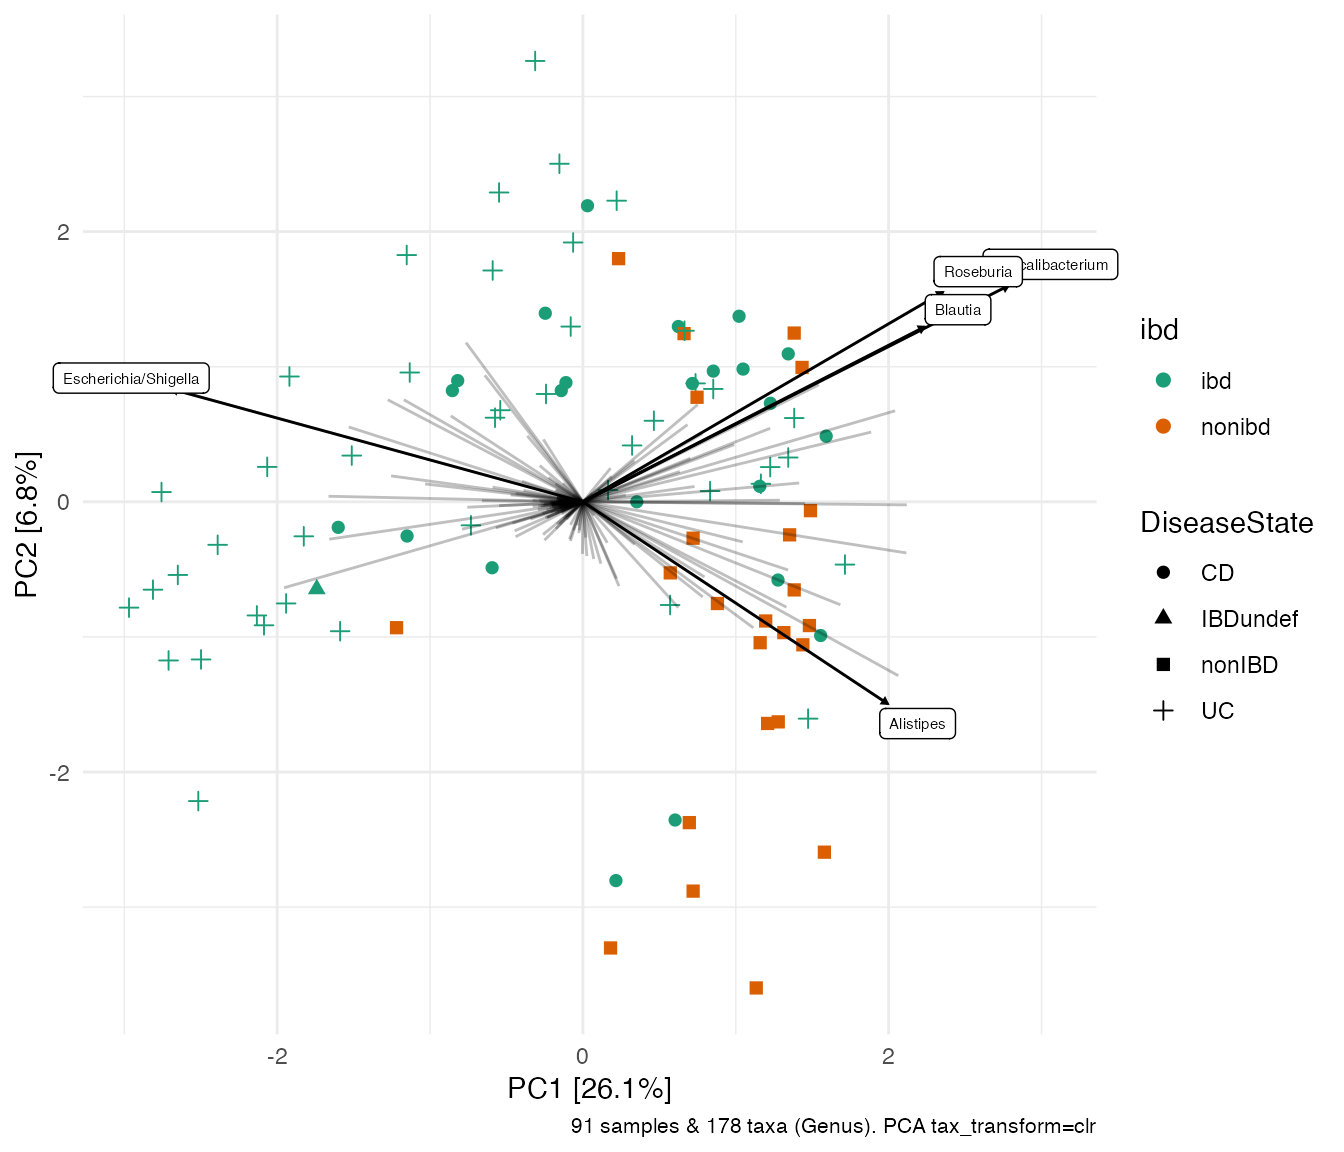 calibacterium
Roseburia
Blautia
Escherichia/Shigella
Alistipes
2
0
-2
PC2 [6.8%]
-2
0
2
PC1 [26.1%]
91 samples & 178 taxa (Genus). PCA tax_transform=clr
ibd
ibd
nonibd
DiseaseState
CD
IBDundef
nonIBD
UC